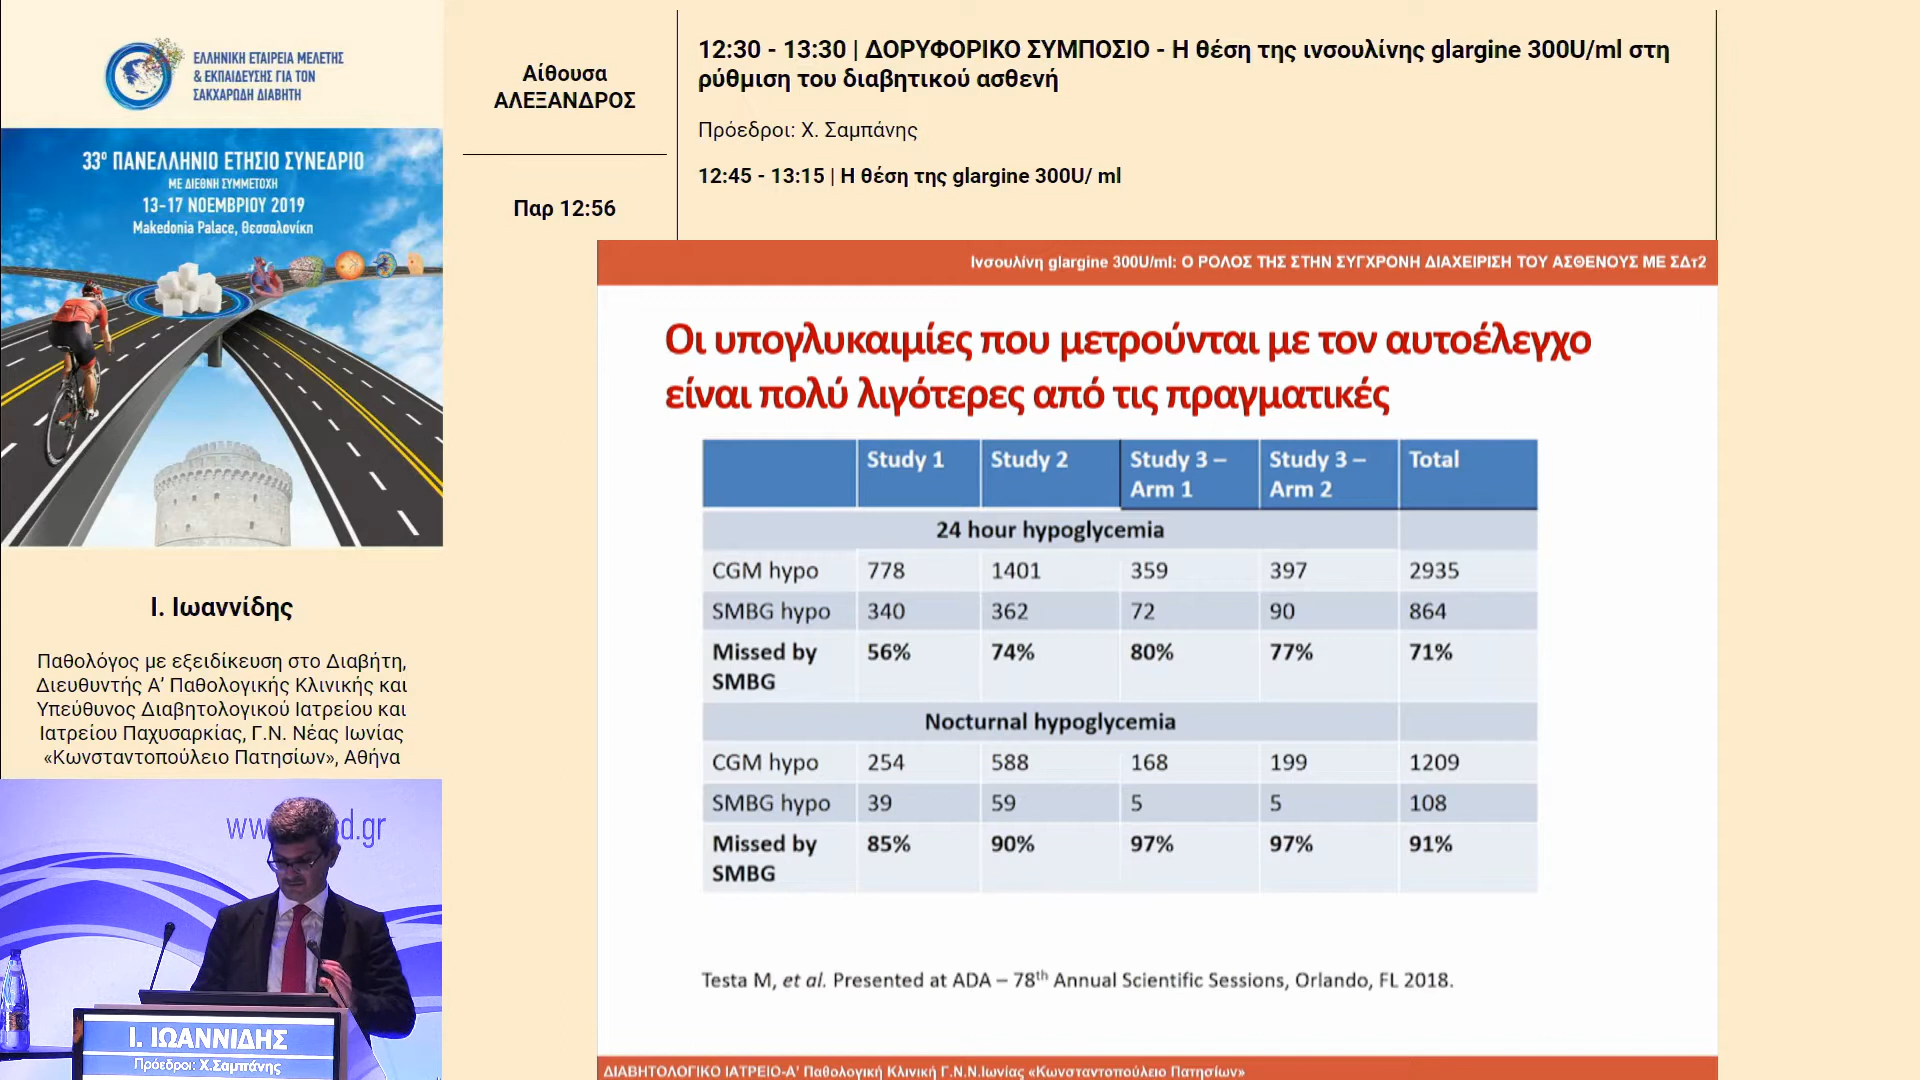 ΕΛΛΗΝΙΚΗ ΕΤΑΙΡΕΙΑ ΜΕΛΕΤΗΣ
& ΕΚΠΑΙΔΕΥΣΗΣ ΓΙΑ ΤΟΝ
ΣΑΚΧΑΡΩΔΗ ΔΙΑΒΗΤΗ
33ο ΠΑΝΕΛΛΗΝΙΟ ΕΤΗΣΙΟ ΣΥΝΕΔΡΙΟ
ΜΕ ΔΙΕΘΝΗ ΣΥΜΜΕΤΟΧΗ
13-17 ΝΟΕΜΒΡΙΟΥ 2019
Makedonia Palace, Θεσσαλονίκη
Ι. Ιωαννίδης
Παθολόγος με εξειδίκευση στο Διαβήτη,
Διευθυντής Α’ Παθολογικής Κλινικής και
Υπεύθυνος Διαβητολογικού Ιατρείου και
Ιατρείου Παχυσαρκίας, Γ.Ν. Νέας Ιωνίας
«Κωνσταντοπούλειο Πατησίων», Αθήνα
d.gr
Ι. ΙΩΑΝΝΙΔΗΣ
Πρόεδροι: Χ.Σαμπάνης
Αίθουσα
ΑΛΕΞΑΝΔΡΟΣ
Παρ 12:56
12:30 - 13:30 | ΔΟΡΥΦΟΡΙΚΟ ΣΥΜΠΟΣΙΟ - Η θέση της ινσουλίνης glargine 300U/ml στη
ρύθμιση του διαβητικού ασθενή
Πρόεδροι: Χ. Σαμπάνης
12:45 - 13:15 | Η θέση της glargine 300U/ ml
Ινσουλίνη glargine 300U/ml: Ο ΡΟΛΟΣ ΤΗΣ ΣΤΗΝ ΣΥΓΧΡΟΝΗ ΔΙΑΧΕΙΡΙΣΗ ΤΟΥ ΑΣΘΕΝΟΥΣ ΜΕ ΣΔτ2
Οι υπογλυκαιμίες που μετρούνται με τον αυτοέλεγχο
είναι πολύ λιγότερες από τις πραγματικές
Study 1 Study 2 Study 3 – Arm 1 Study 3 – Arm 2 Total
24 hour hypoglycemia
CGM hypo 778 1401 359 397 2935
SMBG hypo 340 362 72 90 864
Missed by SMBG 56% 74% 80% 77% 71%
Nocturnal hypoglycemia
CGM hypo 254 588 168 199 1209
SMBG hypo 39 59 5 5 108
Missed by SMBG 85% 90% 97% 97% 91%
Testa M, et al. Presented at ADA – 78th Annual Scientific Sessions, Orlando, FL 2018.
ΔΙΑΒΗΤΟΛΟΓΙΚΟ ΙΑΤΡΕΙΟ-Α’ Παθολογική Κλινική Γ.Ν.Ν.Ιωνίας «Κωνσταντοπούλειο Πατησίων»